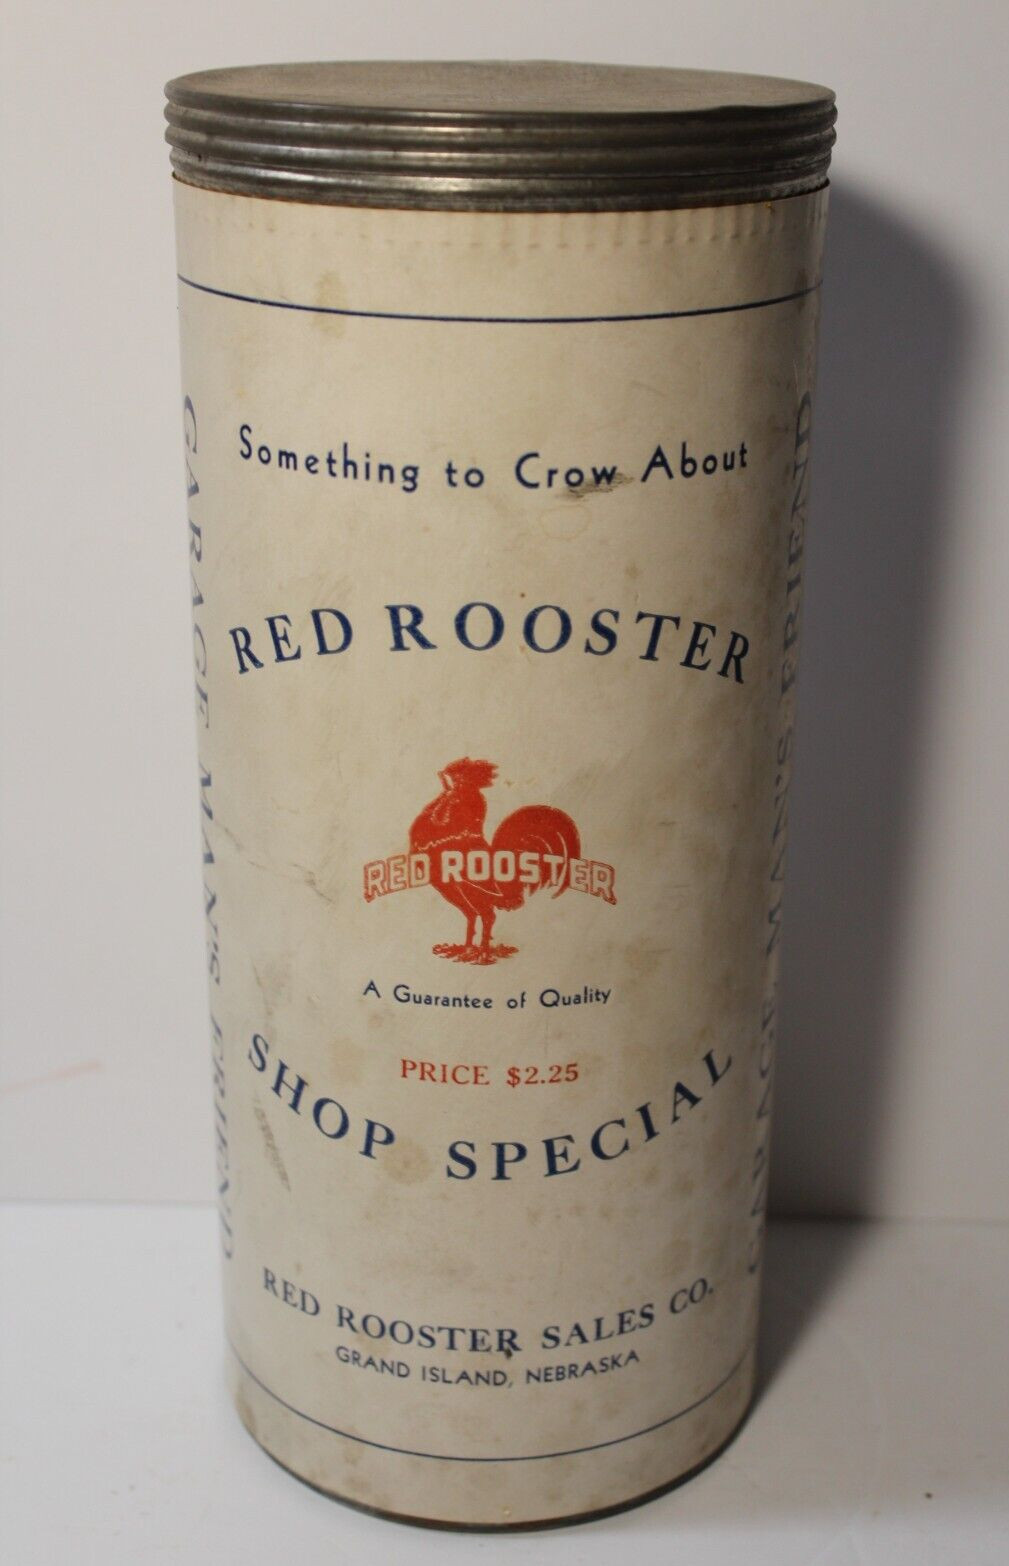 Something to Crow About
RED ROOSTER
RED ROOSTER
A Guarantee of Quality
PRICE $2.25
SHOP SPECIAL
RED ROOSTER SALES CO.
GRAND ISLAND, NEBRASKA
GARAGE MAN'S FRIEND
GARAGE MAN'S FRIEND